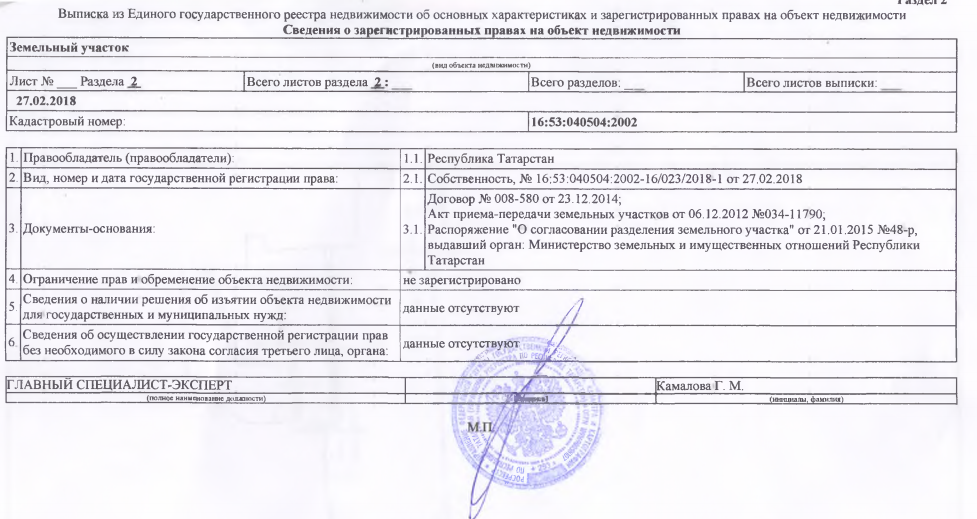 Раздел 2
Выписка из Единого государственного реестра недвижимости об основных характеристиках и зарегистрированных правах на объект недвижимости
Сведения о зарегистрированных правах на объект недвижимости
Земельный участок
(вид объекта недвижимости)
Лист № ___ Раздела 2 Всего листов раздела 2 : ___ Всего разделов: ___ Всего листов выписки: ___
27.02.2018
Кадастровый номер: 16:53:040504:2002
1. Правообладатель (правообладатели): 1.1. Республика Татарстан
2. Вид, номер и дата государственной регистрации права: 2.1. Собственность, № 16:53:040504:2002-16/023/2018-1 от 27.02.2018
3. Документы-основания: 3.1. Договор № 008-580 от 23.12.2014;
Акт приема-передачи земельных участков от 06.12.2012 №034-11790;
Распоряжение "О согласовании разделения земельного участка" от 21.01.2015 №48-р,
выдавший орган: Министерство земельных и имущественных отношений Республики
Татарстан
4. Ограничение прав и обременение объекта недвижимости: не зарегистрировано
5. Сведения о наличии решения об изъятии объекта недвижимости
для государственных и муниципальных нужд: данные отсутствуют
6. Сведения об осуществлении государственной регистрации прав
без необходимого в силу закона согласия третьего лица, органа: данные отсутствуют
ГЛАВНЫЙ СПЕЦИАЛИСТ-ЭКСПЕРТ Камалова Г. М.
(полное наименование должности) (инициалы, фамилия)
М.П.